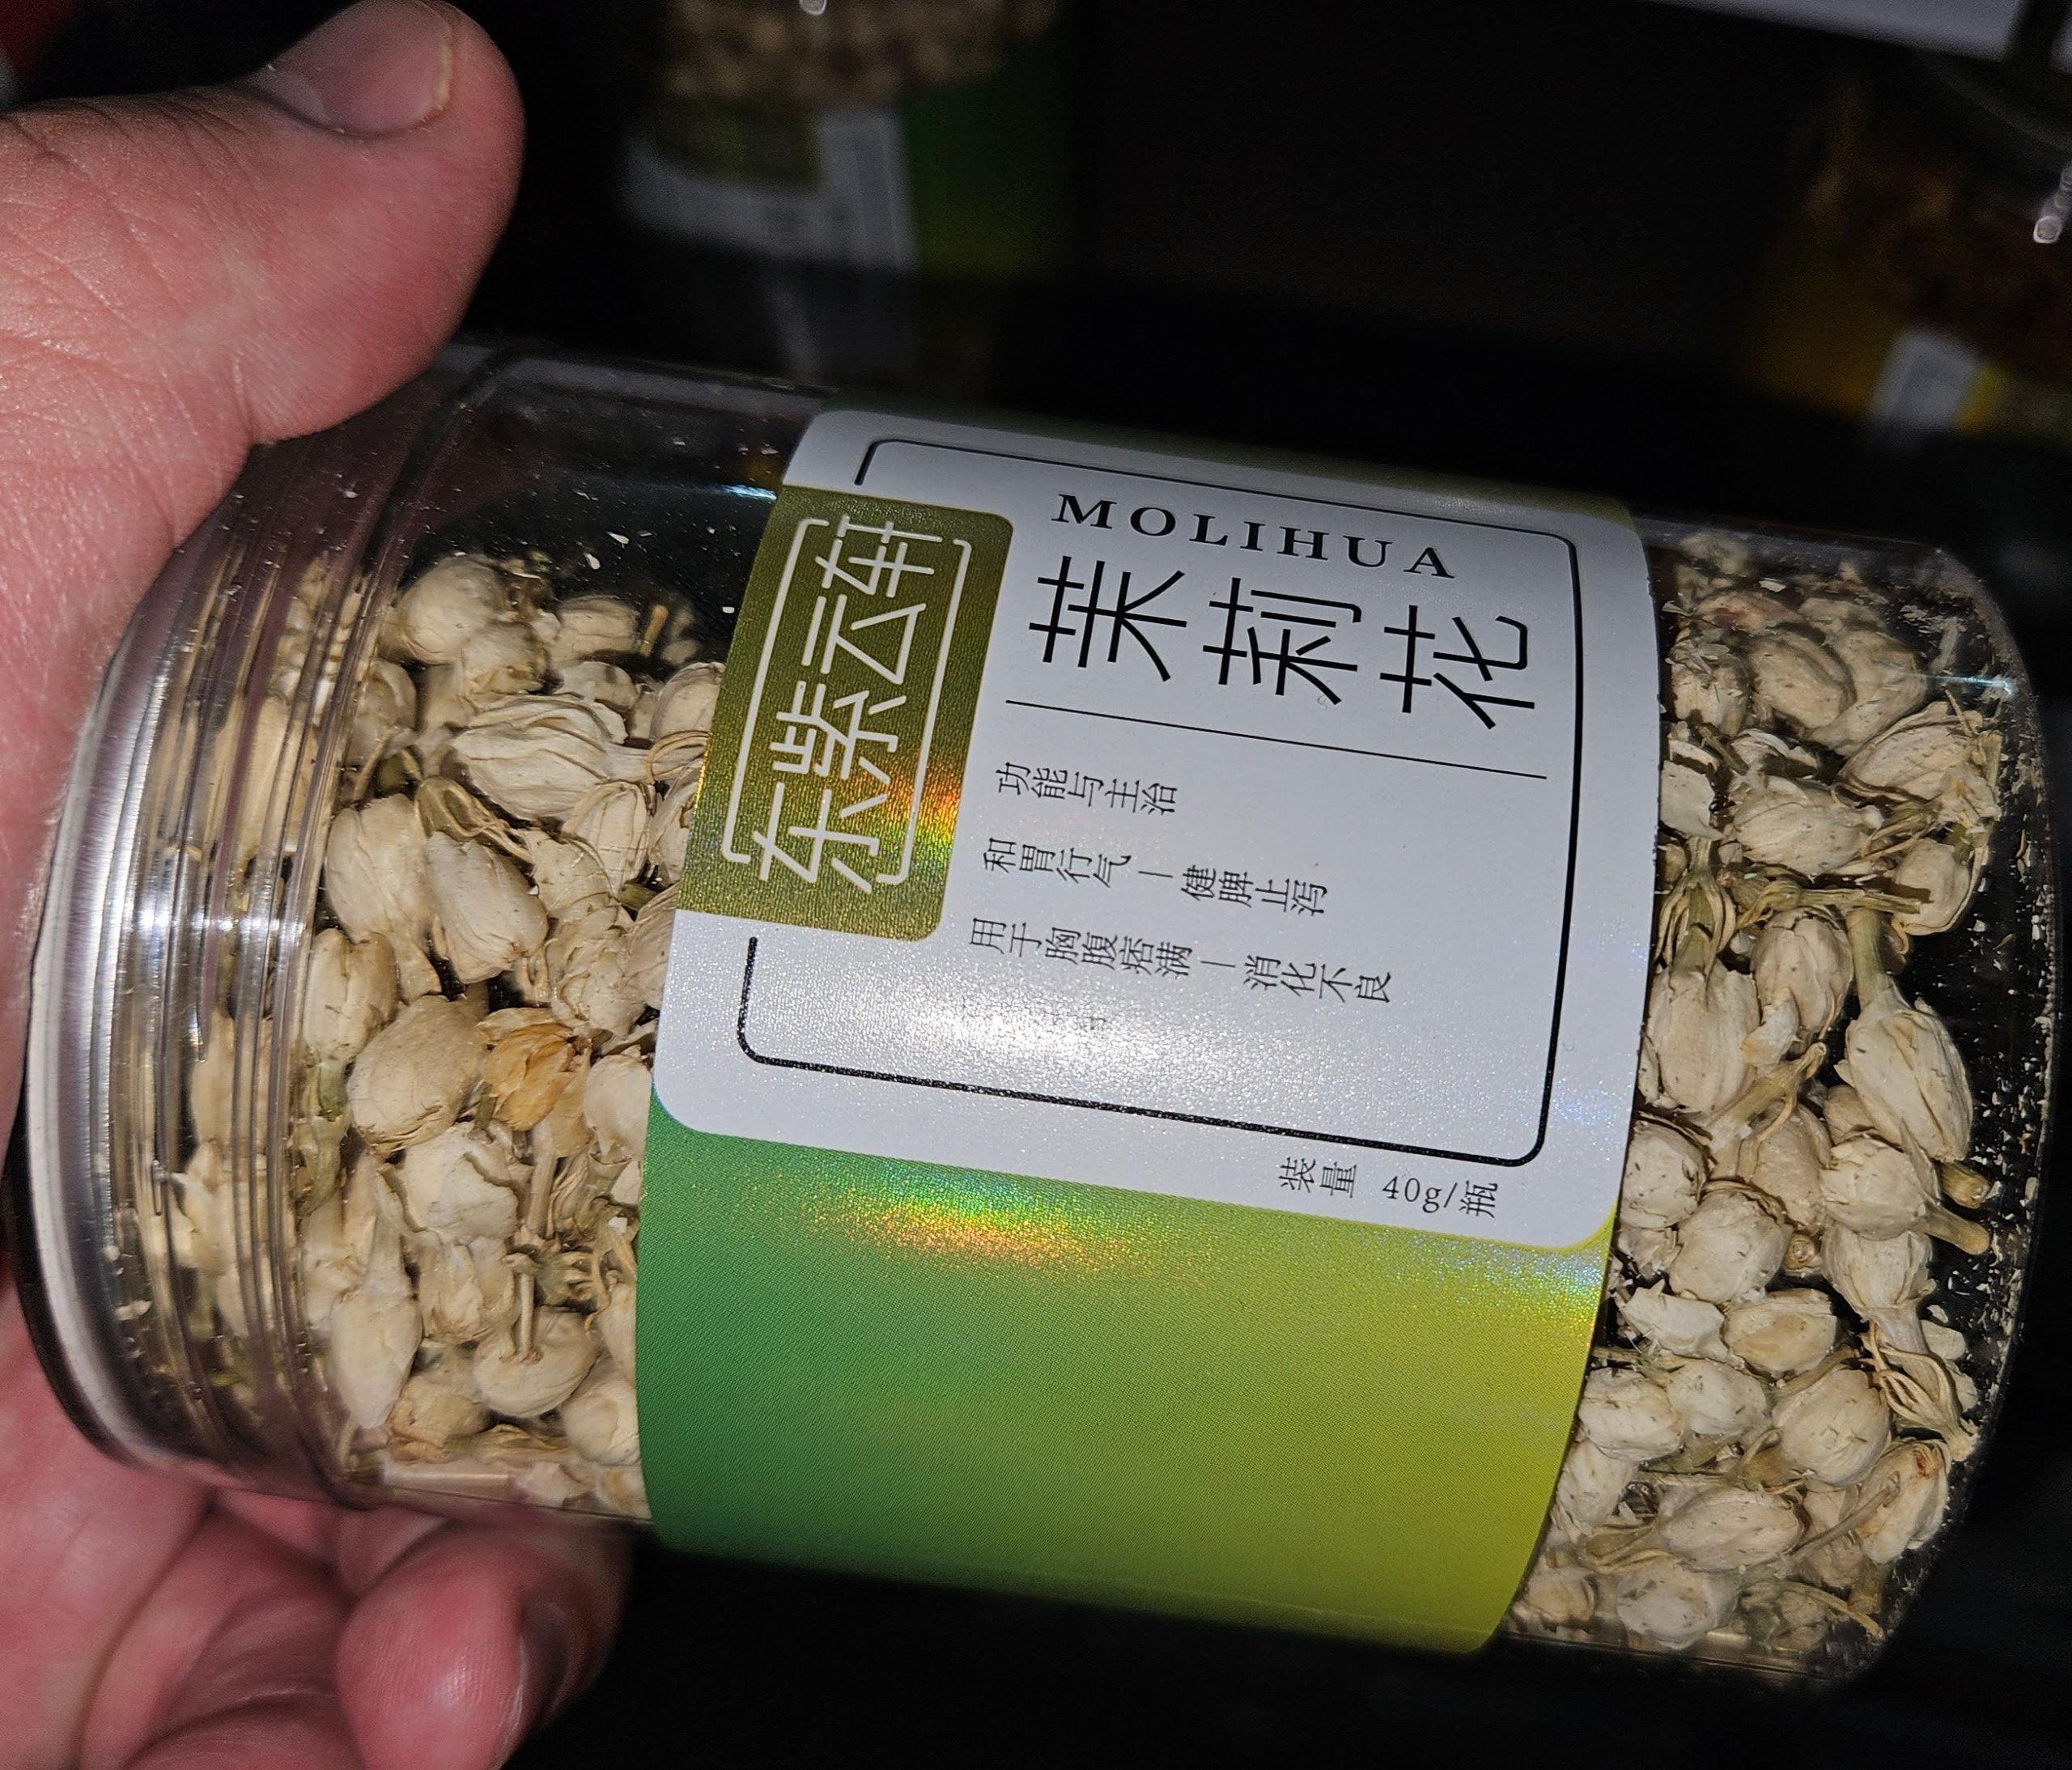 东紫云轩
MOLIHUA
茉莉花
功能与主治
和胃行气 | 健脾止泻
用于胸腹痞满 | 消化不良
装量 40g/瓶